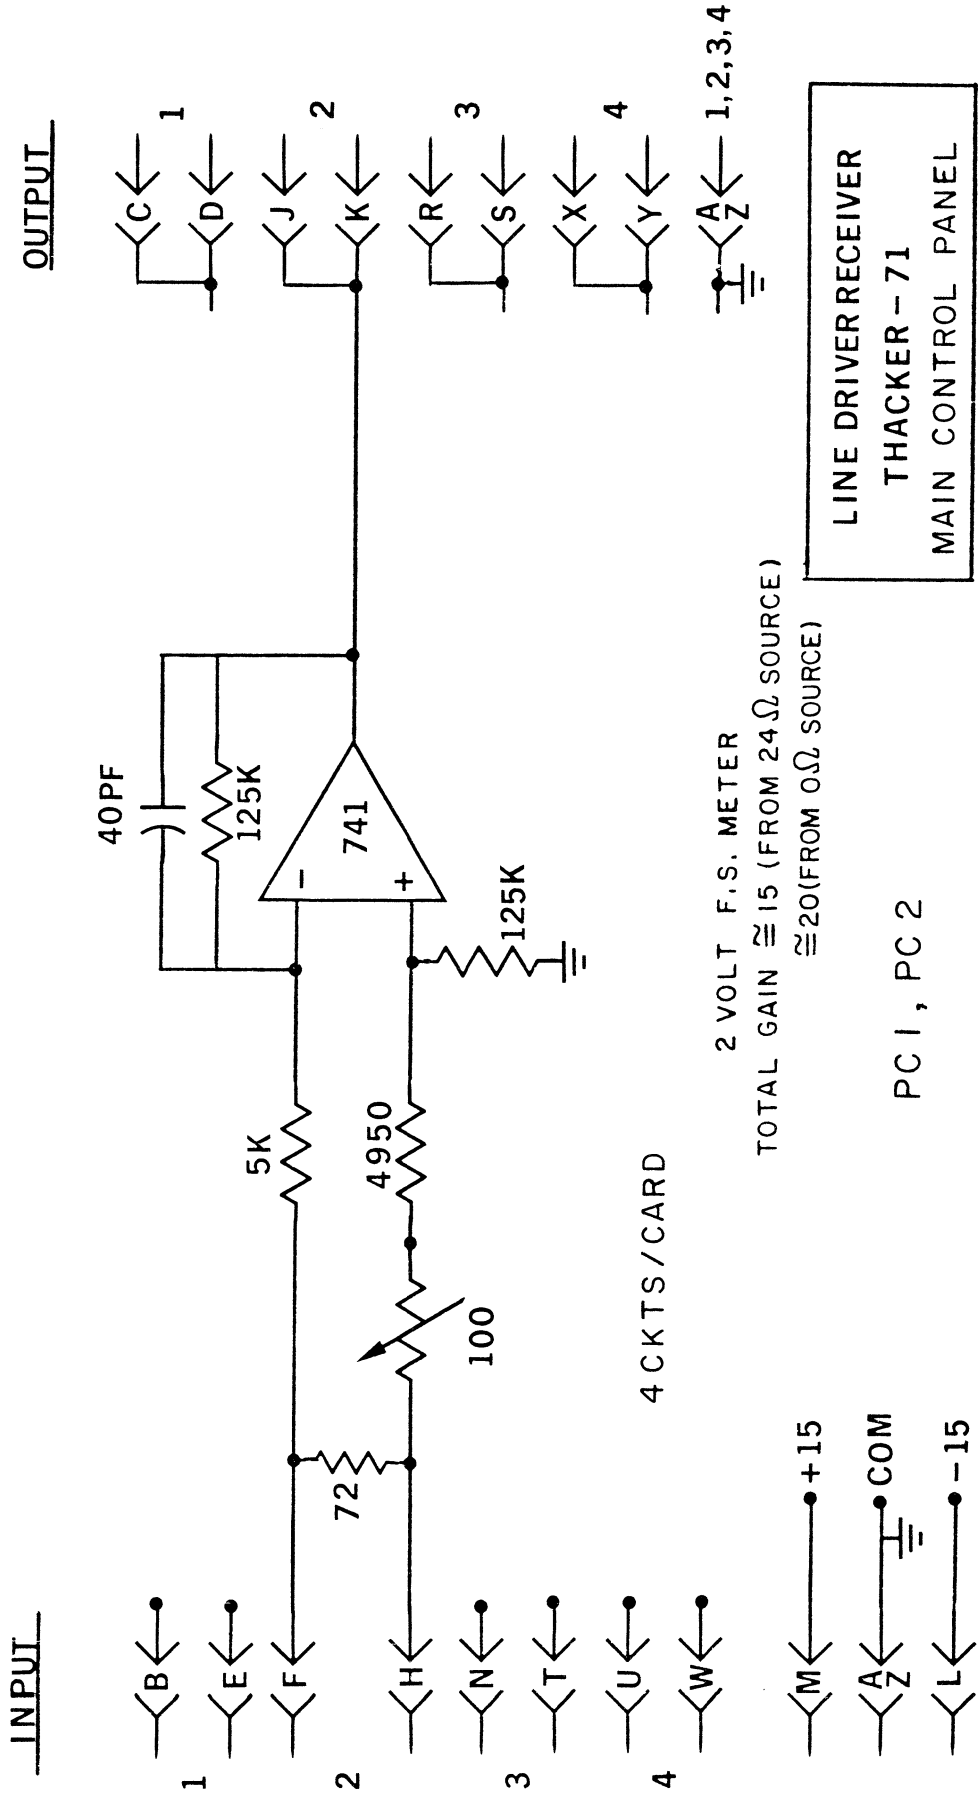 INPUT
OUTPUT
1
B
E
2
F
H
3
N
T
4
U
W
M
+15
A
Z
COM
L
-15
72
5K
100
4950
125K
40PF
125K
741
−
+
C
D
1
J
K
2
R
S
3
X
Y
4
A
Z
1,2,3,4
4 CKTS/CARD
2 VOLT F.S. METER
TOTAL GAIN ≅ 15 (FROM 24Ω SOURCE)
≅20(FROM 0Ω SOURCE)
PC 1, PC 2
LINE DRIVER RECEIVER
THACKER-71
MAIN CONTROL PANEL